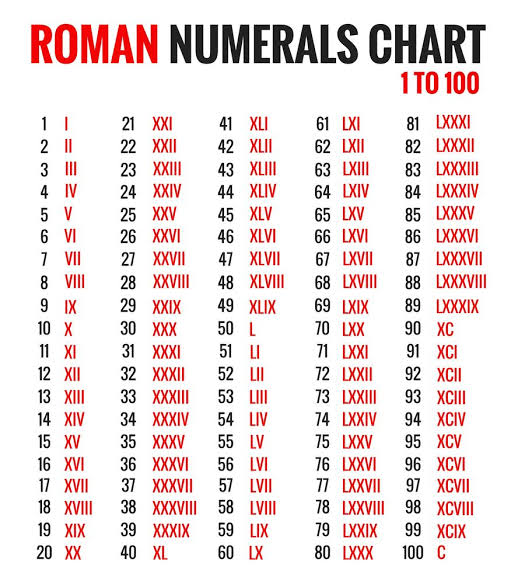 ROMAN NUMERALS CHART
1 TO 100
1 I 21 XXI 41 XLI 61 LXI 81 LXXXI
2 II 22 XXII 42 XLII 62 LXII 82 LXXXII
3 III 23 XXIII 43 XLIII 63 LXIII 83 LXXXIII
4 IV 24 XXIV 44 XLIV 64 LXIV 84 LXXXIV
5 V 25 XXV 45 XLV 65 LXV 85 LXXXV
6 VI 26 XXVI 46 XLVI 66 LXVI 86 LXXXVI
7 VII 27 XXVII 47 XLVII 67 LXVII 87 LXXXVII
8 VIII 28 XXVIII 48 XLVIII 68 LXVIII 88 LXXXVIII
9 IX 29 XXIX 49 XLIX 69 LXIX 89 LXXXIX
10 X 30 XXX 50 L 70 LXX 90 XC
11 XI 31 XXXI 51 LI 71 LXXI 91 XCI
12 XII 32 XXXII 52 LII 72 LXXII 92 XCII
13 XIII 33 XXXIII 53 LIII 73 LXXIII 93 XCIII
14 XIV 34 XXXIV 54 LIV 74 LXXIV 94 XCIV
15 XV 35 XXXV 55 LV 75 LXXV 95 XCV
16 XVI 36 XXXVI 56 LVI 76 LXXVI 96 XCVI
17 XVII 37 XXXVII 57 LVII 77 LXXVII 97 XCVII
18 XVIII 38 XXXVIII 58 LVIII 78 LXXVIII 98 XCVIII
19 XIX 39 XXXIX 59 LIX 79 LXXIX 99 XCIX
20 XX 40 XL 60 LX 80 LXXX 100 C